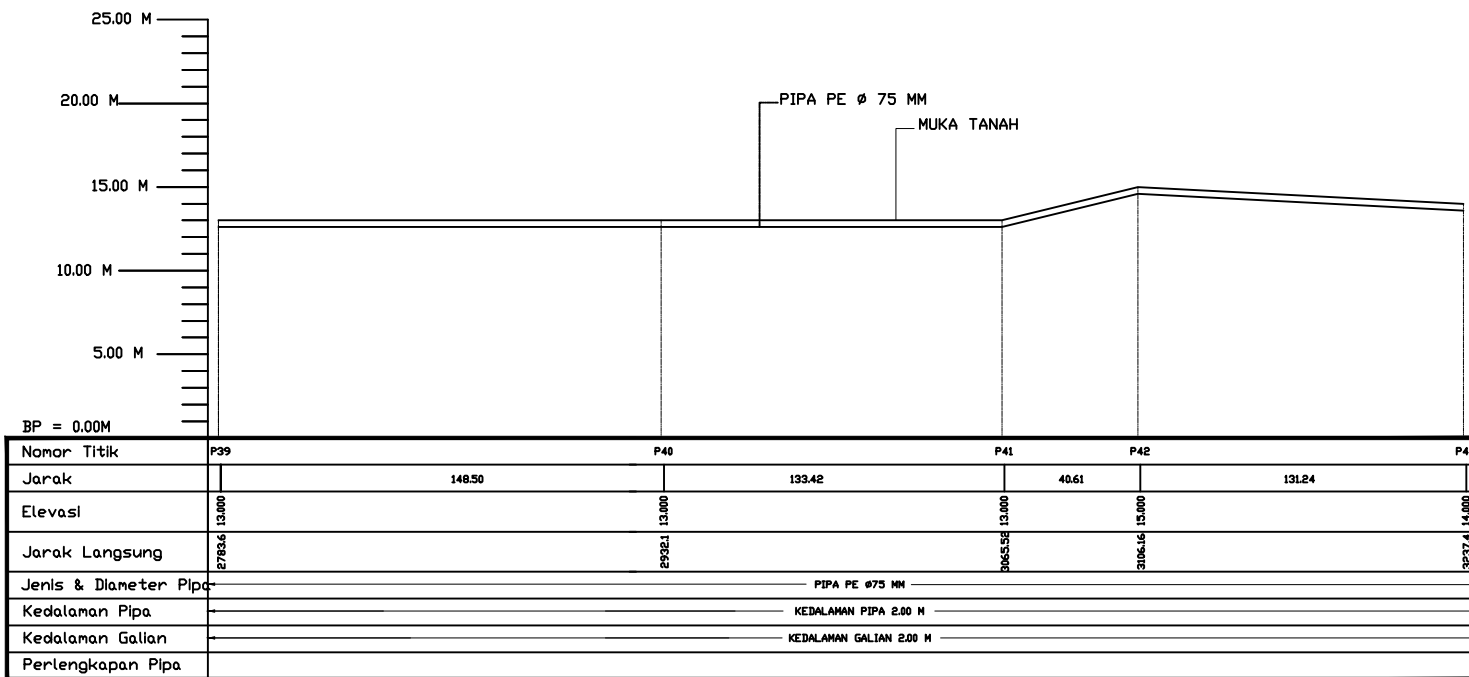 25.00 M
20.00 M
15.00 M
10.00 M
5.00 M
BP = 0.00M
PIPA PE Ø 75 MM
MUKA TANAH
Nomor Titik P39 P40 P41 P42
Jarak 148.50 133.42 40.61 131.24
Elevasi 13.000 13.000 13.000 15.000 14.000
Jarak Langsung 2783.6 2932.1 3065.52 3106.16 3237.4
Jenis & Diameter Pipa PIPA PE Ø75 MM
Kedalaman Pipa KEDALAMAN PIPA 2.00 M
Kedalaman Galian KEDALAMAN GALIAN 2.00 M
Perlengkapan Pipa